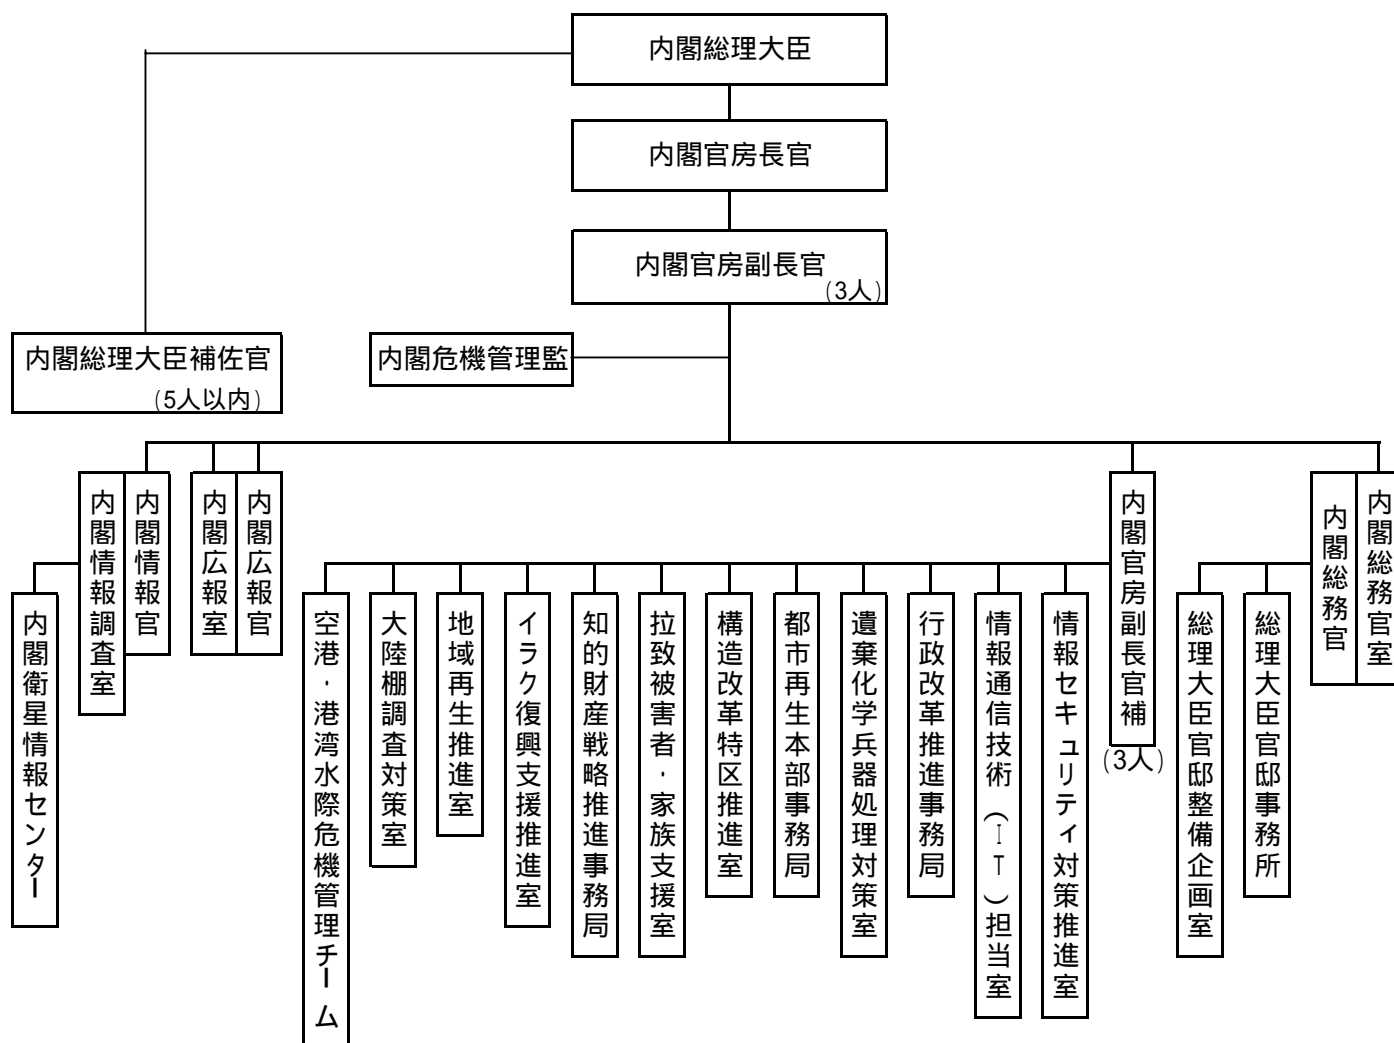 内閣総理大臣
内閣官房長官
内閣官房副長官
(3人)
内閣総理大臣補佐官
(5人以内)
内閣危機管理監
内閣衛星情報センター
内閣情報調査室
内閣情報官
内閣広報室
内閣広報官
空港・港湾水際危機管理チーム
大陸棚調査対策室
地域再生推進室
イラク復興支援推進室
知的財産戦略推進事務局
拉致被害者・家族支援室
構造改革特区推進室
都市再生本部事務局
遺棄化学兵器処理対策室
行政改革推進事務局
情報通信技術(IT)担当室
情報セキュリティ対策推進室
内閣官房副長官補
(3人)
総理大臣官邸整備企画室
総理大臣官邸事務所
内閣総務官
内閣総務官室